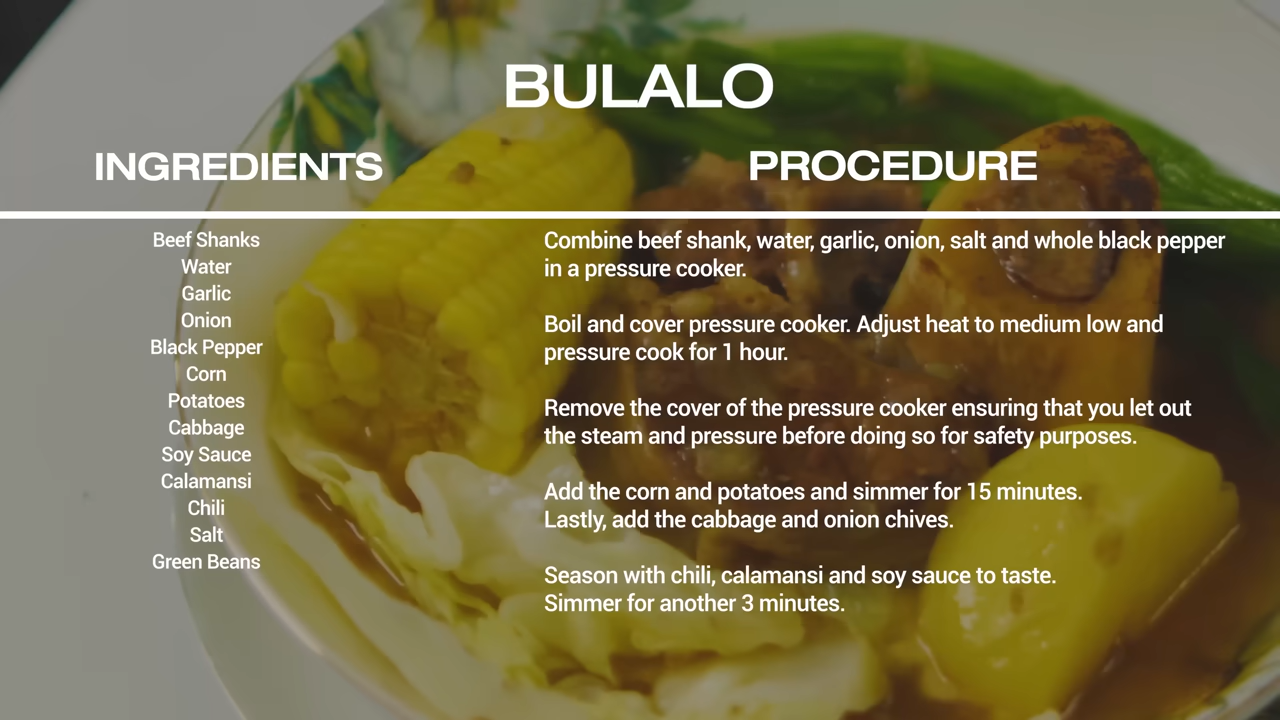 BULALO
INGREDIENTS
Beef Shanks
Water
Garlic
Onion
Black Pepper
Corn
Potatoes
Cabbage
Soy Sauce
Calamansi
Chili
Salt
Green Beans
PROCEDURE
Combine beef shank, water, garlic, onion, salt and whole black pepper
in a pressure cooker.
Boil and cover pressure cooker. Adjust heat to medium low and
pressure cook for 1 hour.
Remove the cover of the pressure cooker ensuring that you let out
the steam and pressure before doing so for safety purposes.
Add the corn and potatoes and simmer for 15 minutes.
Lastly, add the cabbage and onion chives.
Season with chili, calamansi and soy sauce to taste.
Simmer for another 3 minutes.